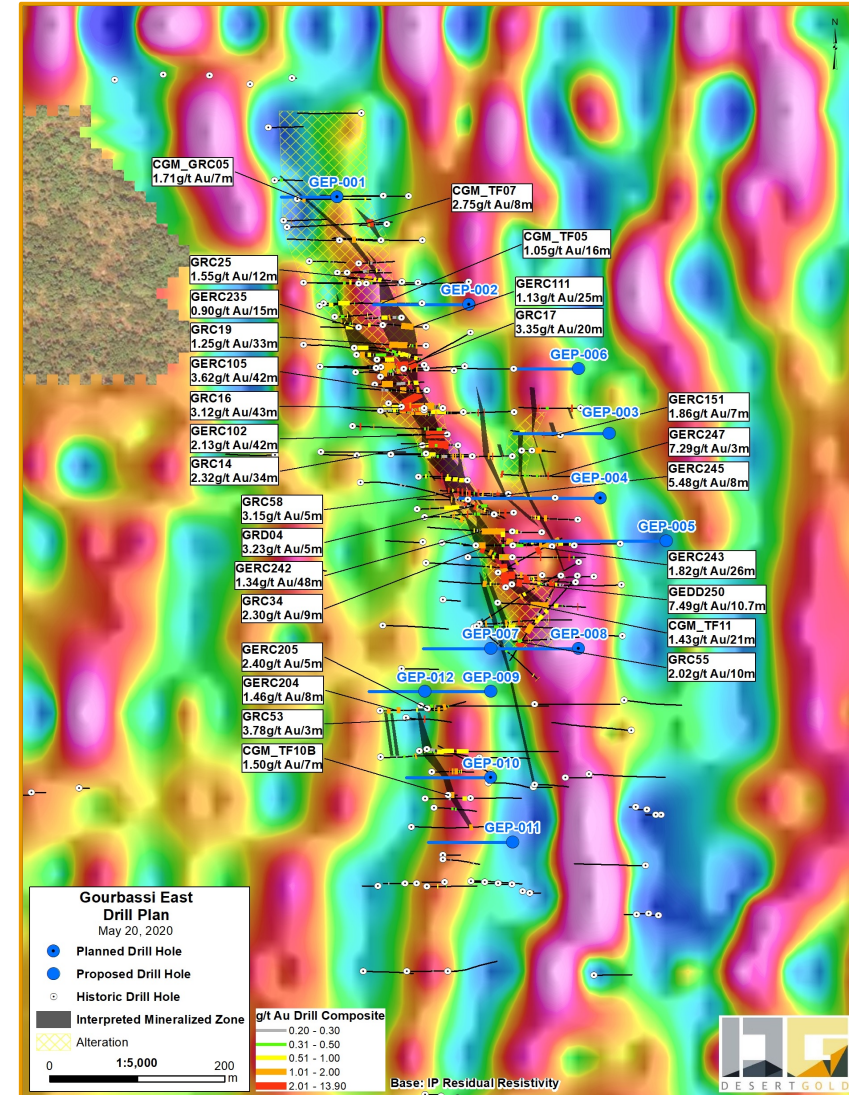 N
CGM_GRC05
1.71g/t Au/7m
GEP-001
CGM_TF07
2.75g/t Au/8m
CGM_TF05
1.05g/t Au/16m
GRC25
1.55g/t Au/12m
GEP-002
GERC111
1.13g/t Au/25m
GERC235
0.90g/t Au/15m
GRC17
3.35g/t Au/20m
GRC19
1.25g/t Au/33m
GEP-006
GERC105
3.62g/t Au/42m
GRC16
3.12g/t Au/43m
GEP-003
GERC151
1.86g/t Au/7m
GERC102
2.13g/t Au/42m
GERC247
7.29g/t Au/3m
GRC14
2.32g/t Au/34m
GEP-004
GERC245
5.48g/t Au/8m
GRC58
3.15g/t Au/5m
GRD04
3.23g/t Au/5m
GEP-005
GERC242
1.34g/t Au/48m
GERC243
1.82g/t Au/26m
GRC34
2.30g/t Au/9m
GEDD250
7.49g/t Au/10.7m
CGM_TF11
1.43g/t Au/21m
GEP-007
GEP-008
GRC55
2.02g/t Au/10m
GERC205
2.40g/t Au/5m
GEP-012
GEP-009
GERC204
1.46g/t Au/8m
GRC53
3.78g/t Au/3m
CGM_TF10B
1.50g/t Au/7m
GEP-010
GEP-011
Gourbassi East
Drill Plan
May 20, 2020
Planned Drill Hole
Proposed Drill Hole
Historic Drill Hole
Interpreted Mineralized Zone
Alteration
1:5,000
0 200
m
g/t Au Drill Composite
0.20 - 0.30
0.31 - 0.50
0.51 - 1.00
1.01 - 2.00
2.01 - 13.90
Base: IP Residual Resistivity
DG
DESERT GOLD